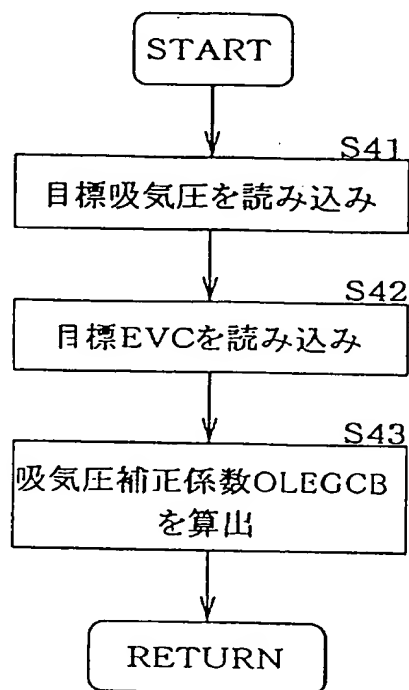 START
S41
目標吸気圧を読み込み
S42
目標EVCを読み込み
S43
吸気圧補正係数OLEGCB
を算出
RETURN